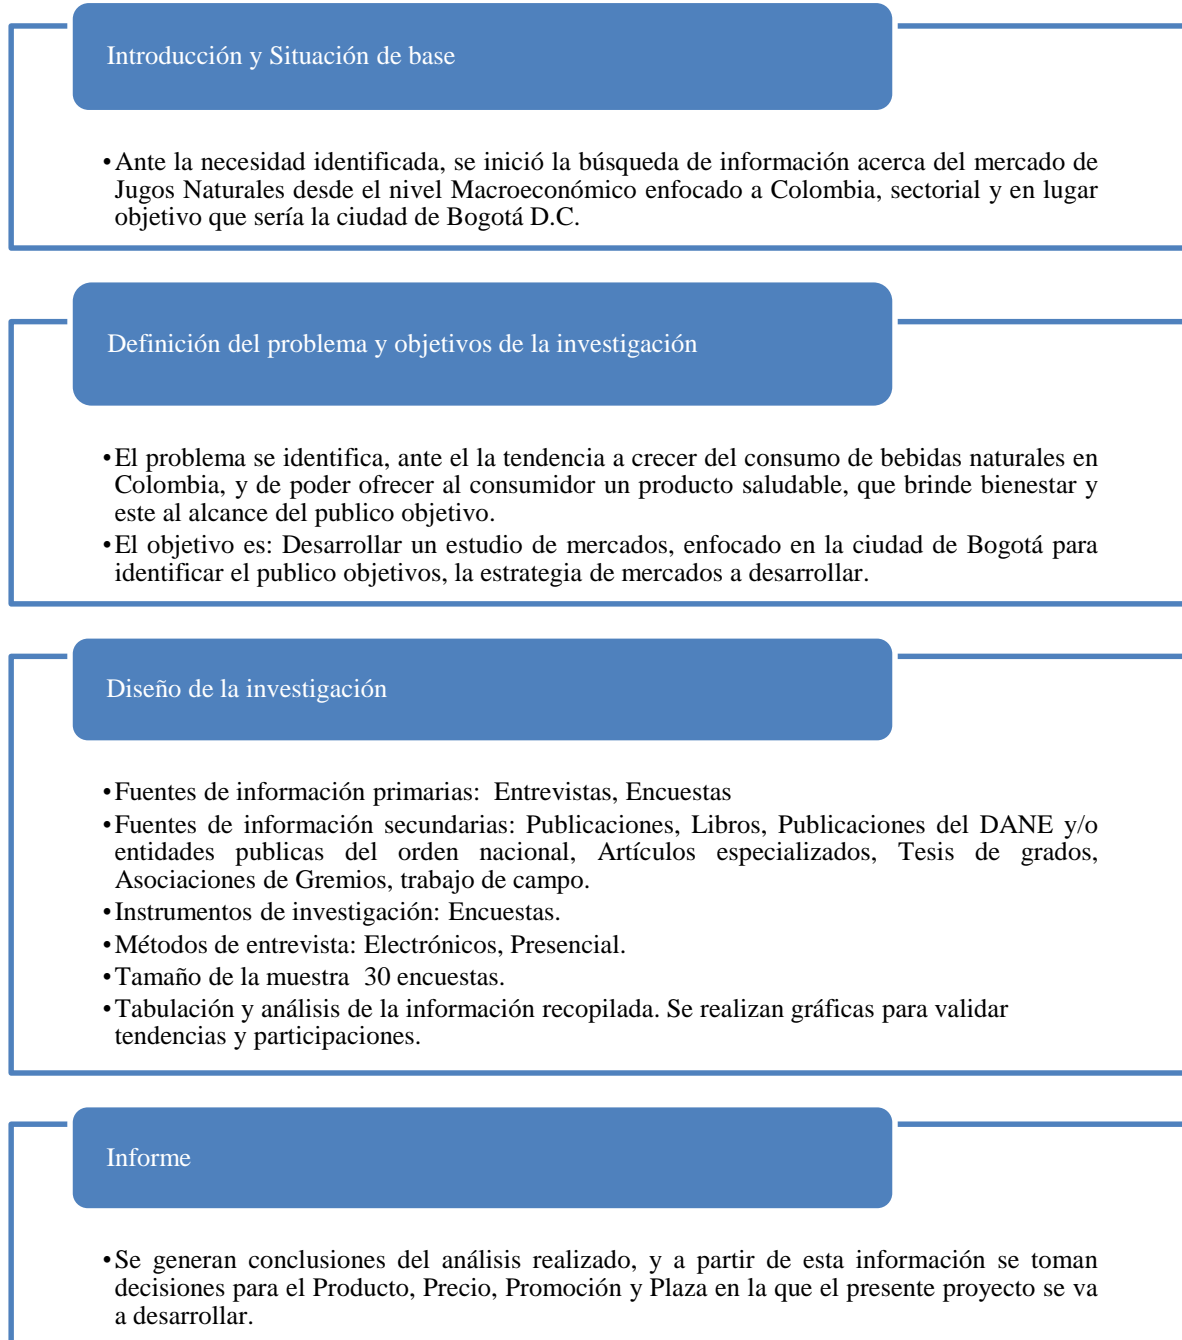 Introducción y Situación de base
•Ante la necesidad identificada, se inició la búsqueda de información acerca del mercado de
Jugos Naturales desde el nivel Macroeconómico enfocado a Colombia, sectorial y en lugar
objetivo que sería la ciudad de Bogotá D.C.
Definición del problema y objetivos de la investigación
•El problema se identifica, ante el la tendencia a crecer del consumo de bebidas naturales en
Colombia, y de poder ofrecer al consumidor un producto saludable, que brinde bienestar y
este al alcance del publico objetivo.
•El objetivo es: Desarrollar un estudio de mercados, enfocado en la ciudad de Bogotá para
identificar el publico objetivos, la estrategia de mercados a desarrollar.
Diseño de la investigación
•Fuentes de información primarias:  Entrevistas, Encuestas
•Fuentes de información secundarias: Publicaciones, Libros, Publicaciones del DANE y/o
entidades publicas del orden nacional, Artículos especializados, Tesis de grados,
Asociaciones de Gremios, trabajo de campo.
•Instrumentos de investigación: Encuestas.
•Métodos de entrevista: Electrónicos, Presencial.
•Tamaño de la muestra  30 encuestas.
•Tabulación y análisis de la información recopilada. Se realizan gráficas para validar
tendencias y participaciones.
Informe
•Se generan conclusiones del análisis realizado, y a partir de esta información se toman
decisiones para el Producto, Precio, Promoción y Plaza en la que el presente proyecto se va
a desarrollar.